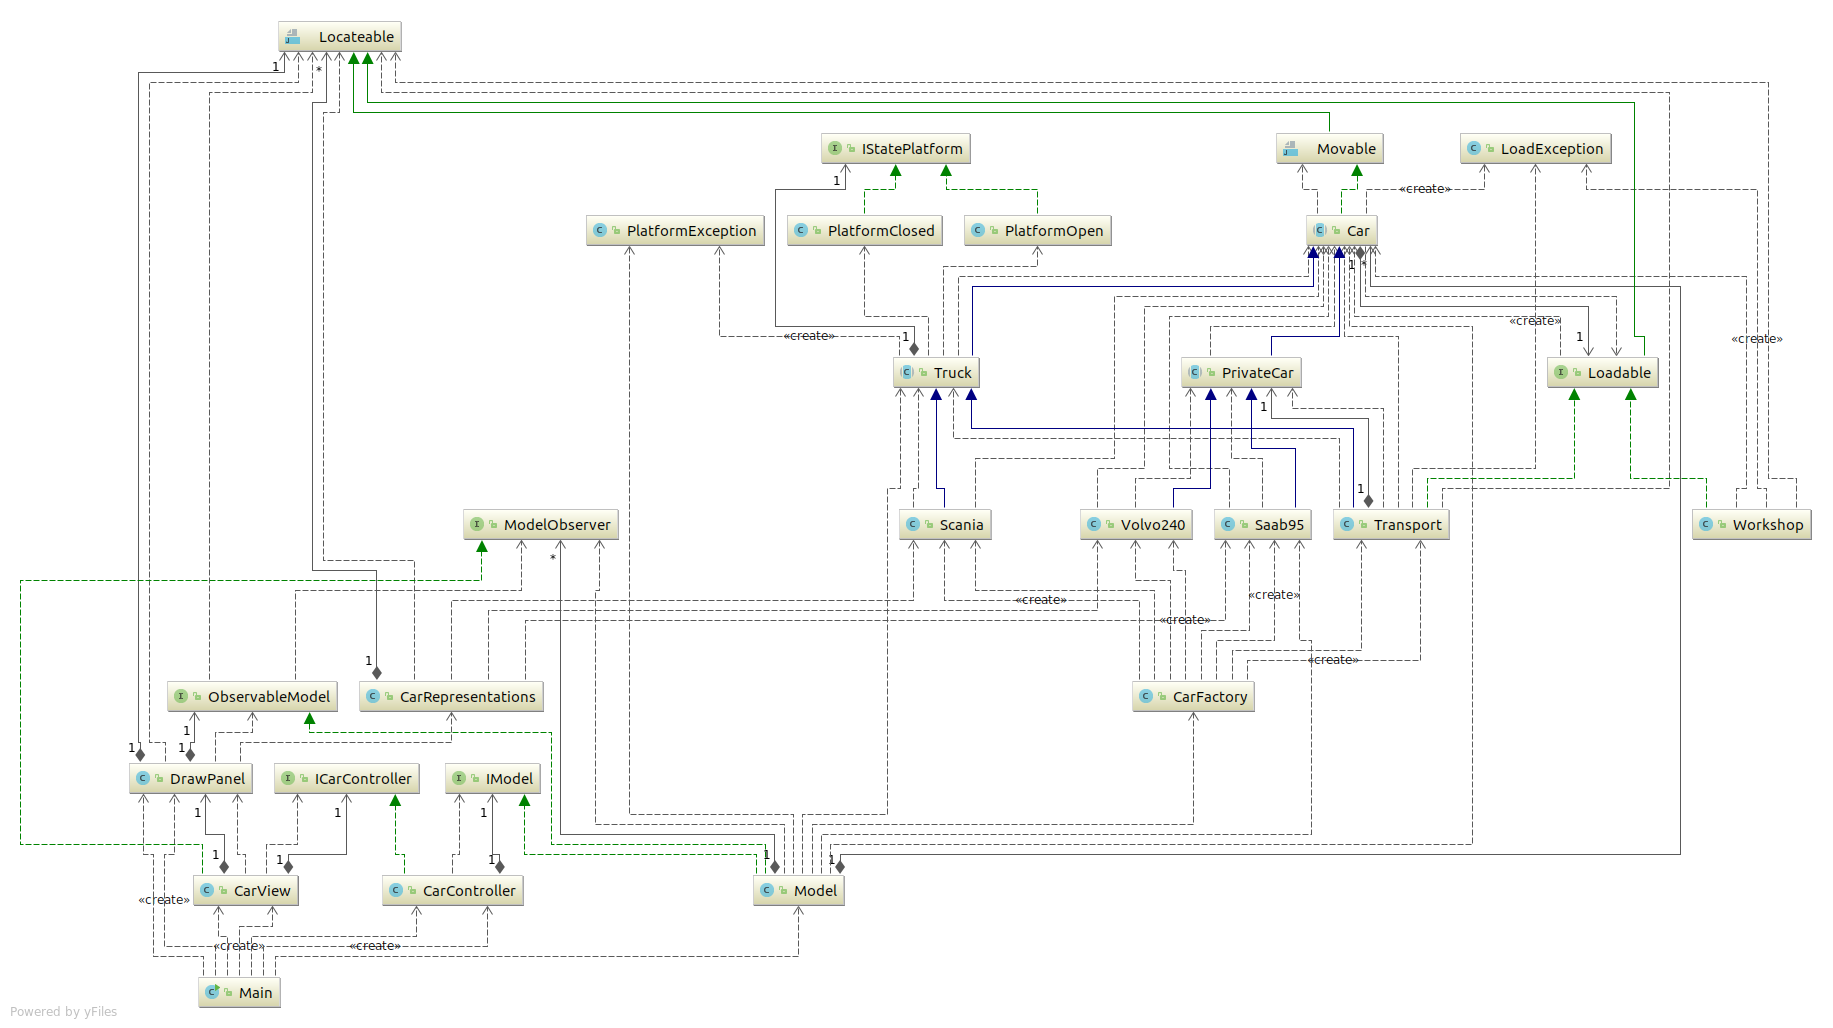 Locateable
1
*
IStatePlatform
Movable
LoadException
1
«create»
PlatformException
PlatformClosed
PlatformOpen
Car
1
*
«create»
«create»
1
1
«create»
Truck
PrivateCar
Loadable
1
1
ModelObserver
Scania
Volvo240
Saab95
Transport
Workshop
*
«create»
«create»
«create»
1
«create»
ObservableModel
CarRepresentations
CarFactory
1
1
1
DrawPanel
ICarController
IModel
1
1
1
1
1
1
1
1
CarView
CarController
Model
«create»
«create»
«create»
Main
Powered by yFiles